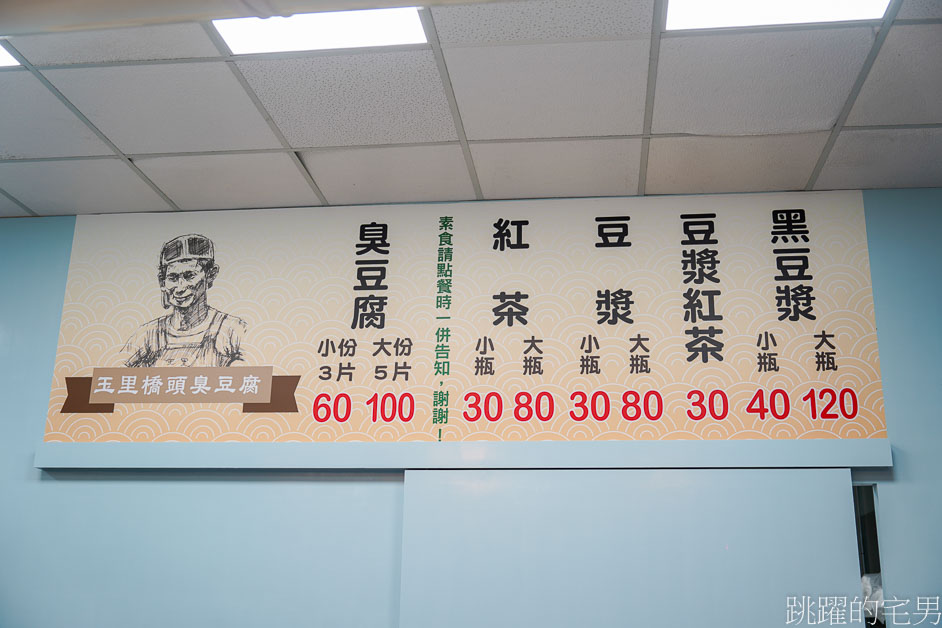 玉里橋頭臭豆腐
臭豆腐
小份
3片
60
大份
5片
100
素食請點餐時一併告知,謝謝!
紅茶
小瓶
30
大瓶
80
豆漿
小瓶
30
大瓶
80
豆漿紅茶
30
黑豆漿
小瓶
40
大瓶
120
跳躍的宅男